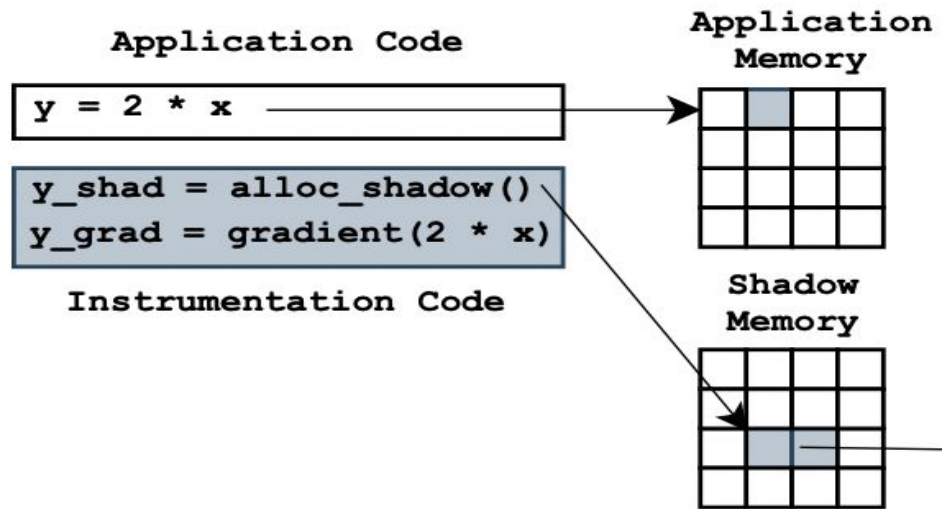 Application Code
y = 2 * x
y_shad = alloc_shadow()
y_grad = gradient(2 * x)
Instrumentation Code
Application
Memory
Shadow
Memory